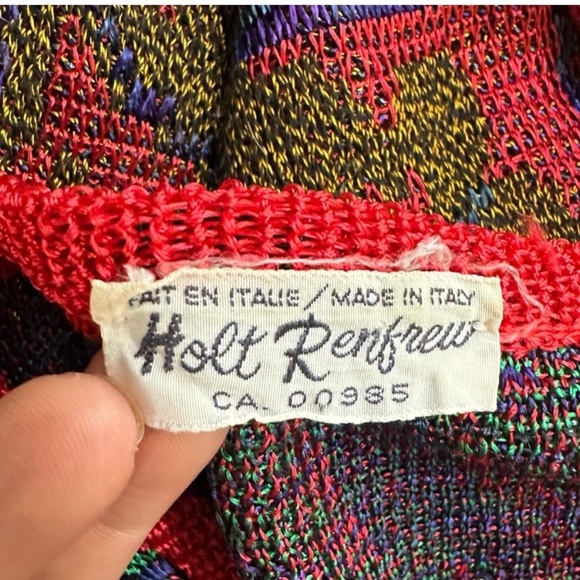 FAIT EN ITALIE / MADE IN ITALY
Holt Renfrew
CA. 00985